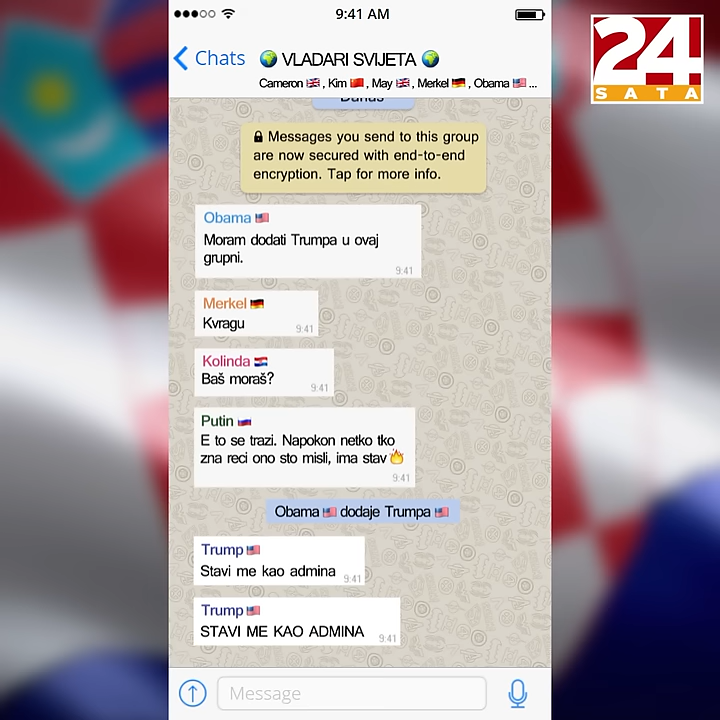 9:41 AM
Chats
🌍 VLADARI SVIJETA 🌍
Cameron 🇬🇧, Kim 🇨🇳, May 🇬🇧, Merkel 🇩🇪, Obama 🇺🇸...
24
SATA
Danas
🔒 Messages you send to this group
are now secured with end-to-end
encryption. Tap for more info.
Obama 🇺🇸
Moram dodati Trumpa u ovaj
grupni.
9:41
Merkel 🇩🇪
Kvragu
9:41
Kolinda 🇭🇷
Baš moraš?
9:41
Putin 🇷🇺
E to se trazi. Napokon netko tko
zna reci ono sto misli, ima stav🔥
9:41
Obama 🇺🇸 dodaje Trumpa 🇺🇸
Trump 🇺🇸
Stavi me kao admina
9:41
Trump 🇺🇸
STAVI ME KAO ADMINA
9:41
Message